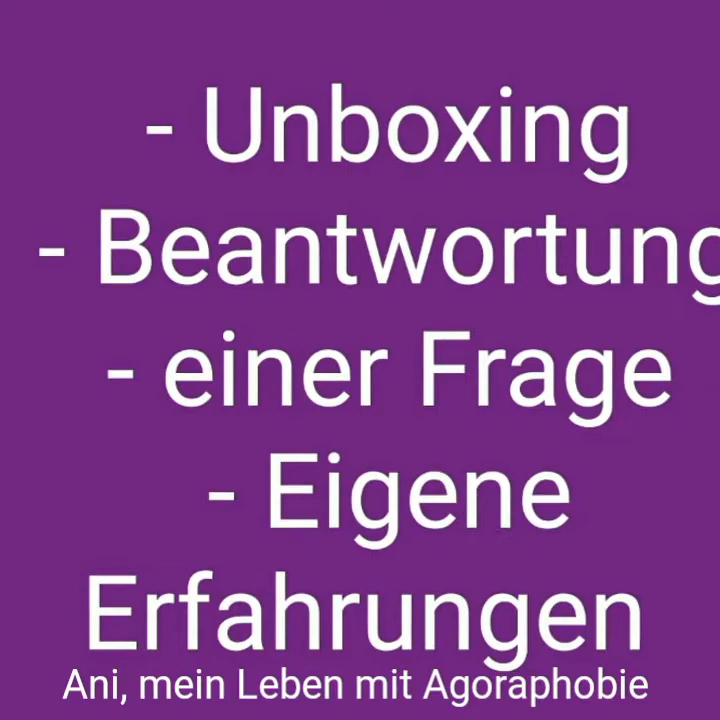 - Unboxing
- Beantwortung
- einer Frage
- Eigene
Erfahrungen
Ani, mein Leben mit Agoraphobie